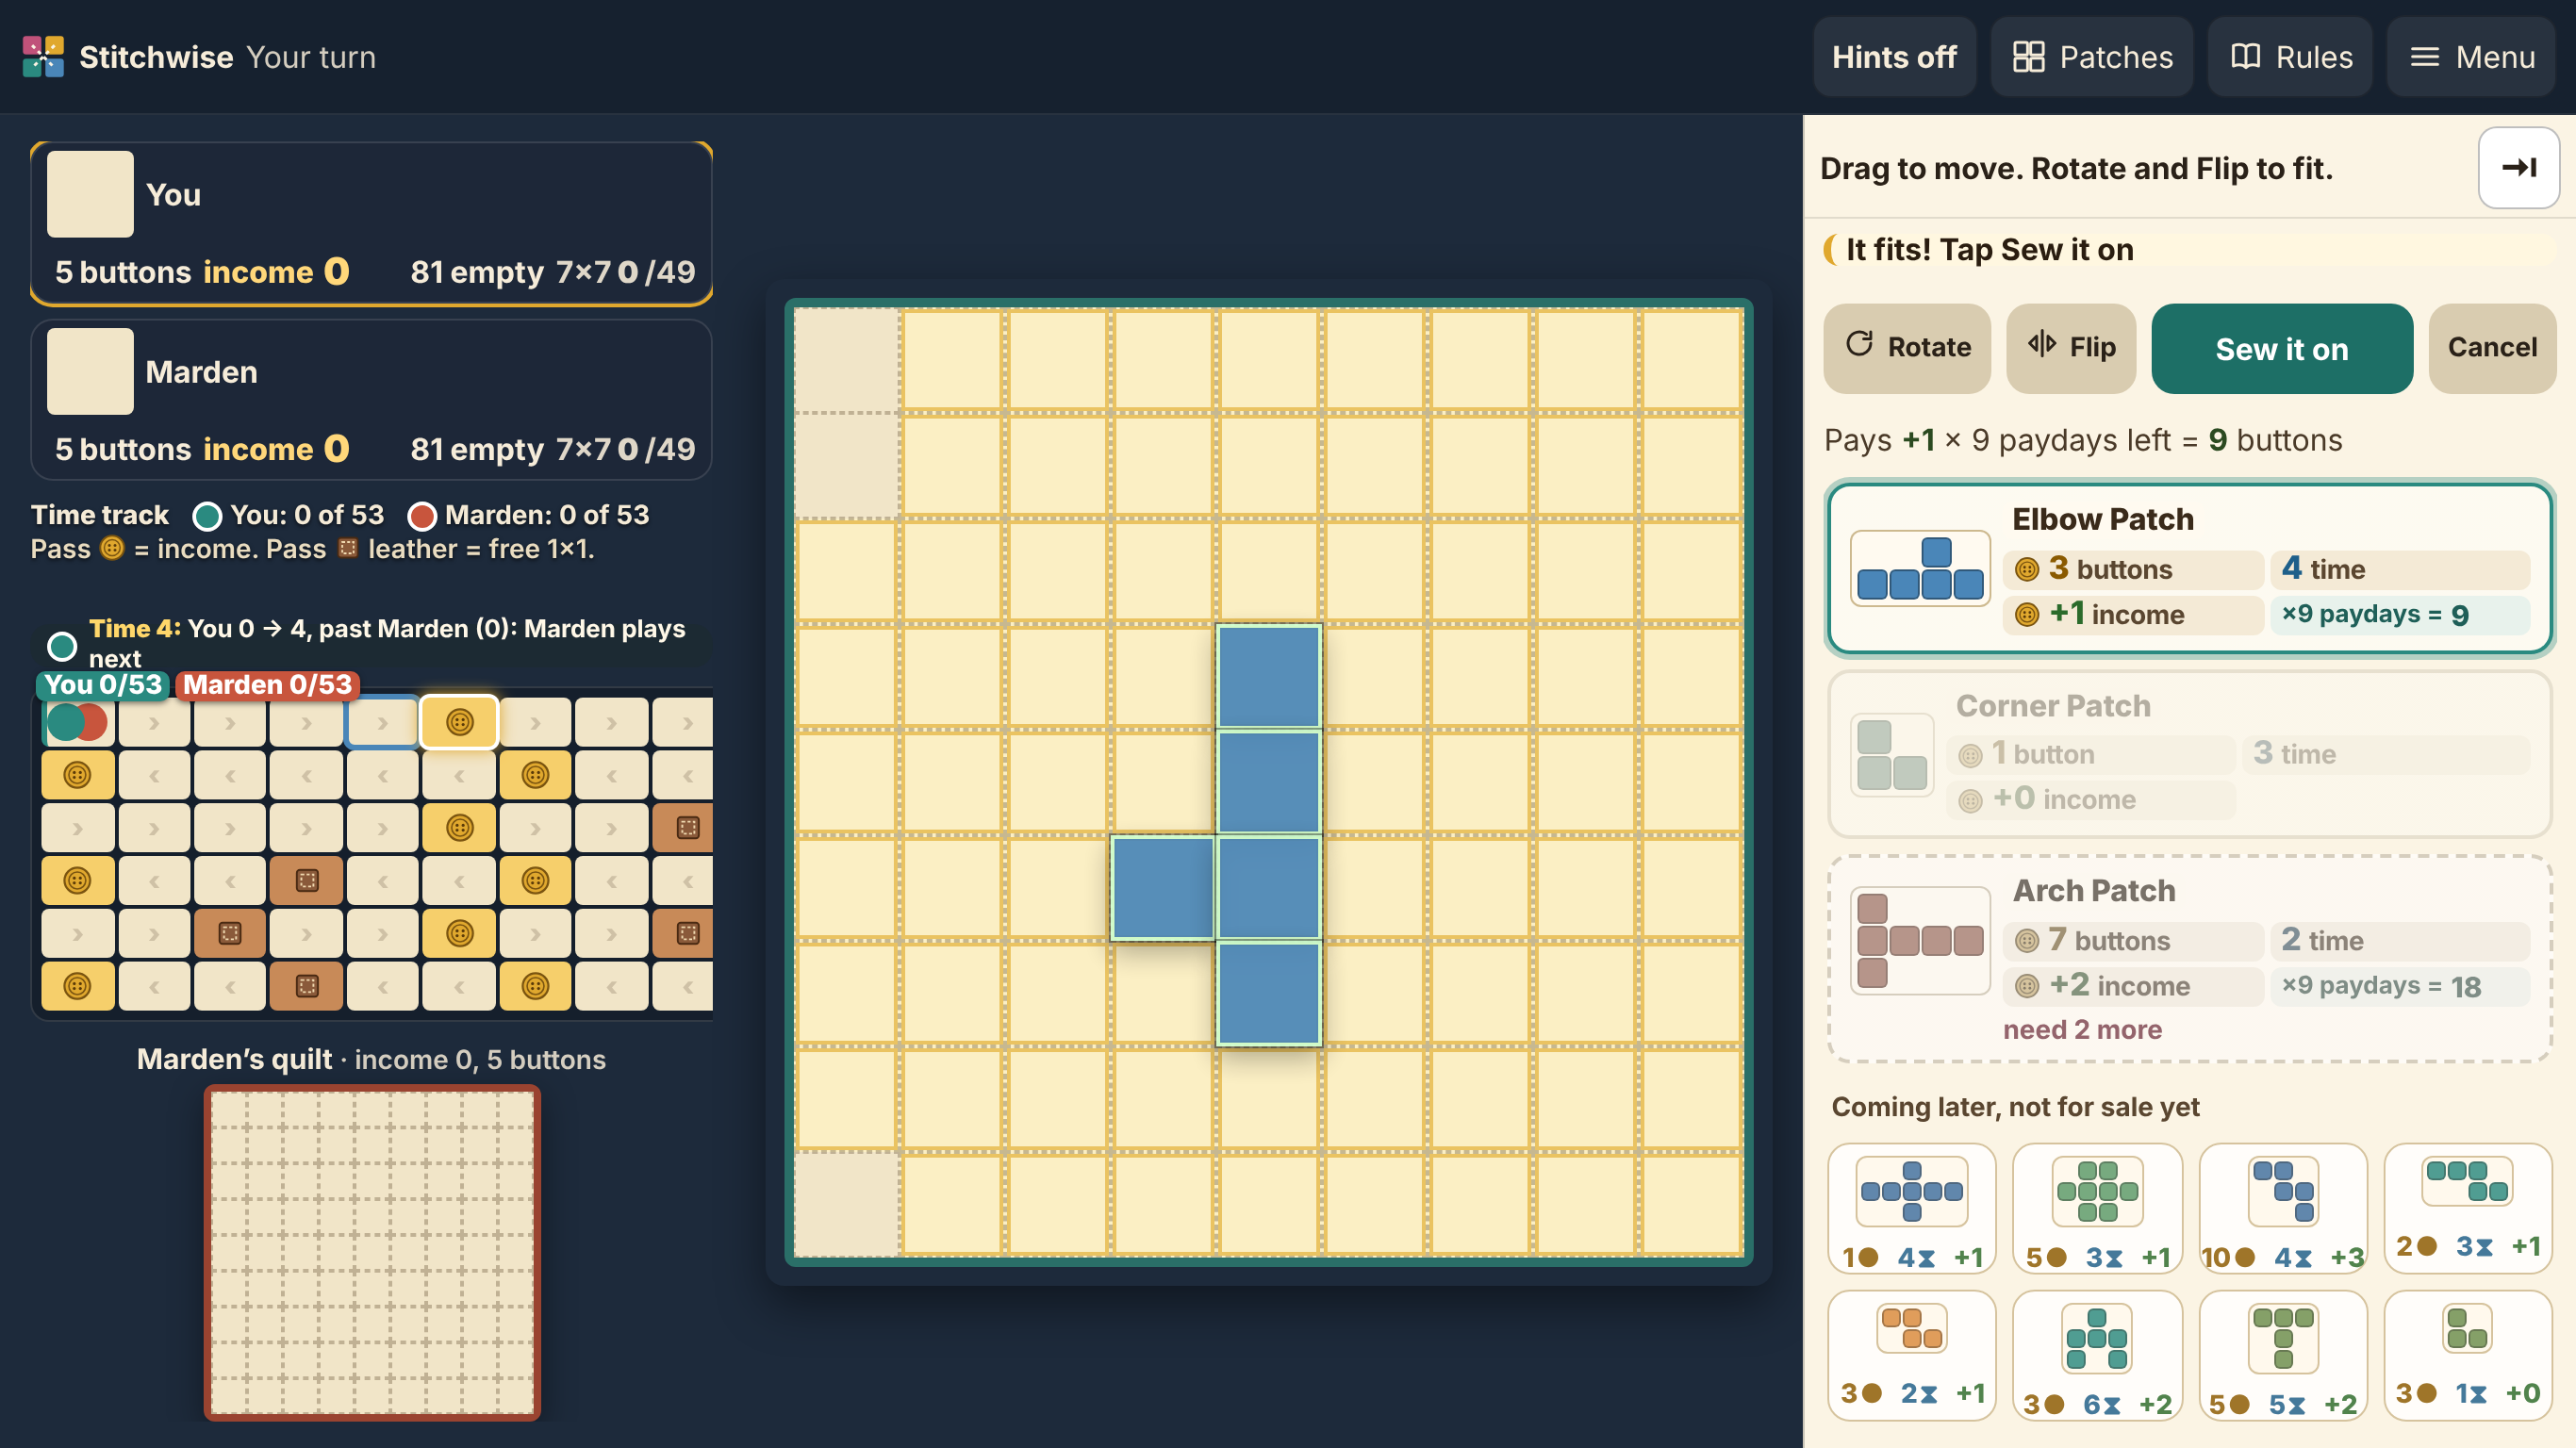 Stitchwise Your turn
Hints off
Patches
Rules
Menu
You
5 buttons income 0 81 empty 7×7 0/49
Marden
5 buttons income 0 81 empty 7×7 0/49
Time track You: 0 of 53 Marden: 0 of 53
Pass = income. Pass leather = free 1×1.
Time 4: You 0 → 4, past Marden (0): Marden plays
next
You 0/53 Marden 0/53
Marden’s quilt · income 0, 5 buttons
Drag to move. Rotate and Flip to fit.
It fits! Tap Sew it on
Rotate
Flip
Sew it on
Cancel
Pays +1 × 9 paydays left = 9 buttons
Elbow Patch
3 buttons 4 time
+1 income ×9 paydays = 9
Corner Patch
1 button 3 time
+0 income
Arch Patch
7 buttons 2 time
+2 income ×9 paydays = 18
need 2 more
Coming later, not for sale yet
1 4 +1
5 3 +1
10 4 +3
2 3 +1
3 2 +1
3 6 +2
5 5 +2
3 1 +0